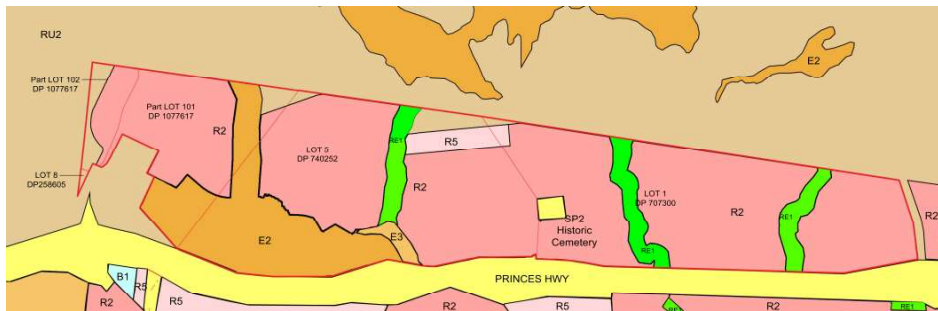 RU2
E2
Part LOT 102
DP 1077617
Part LOT 101
DP 1077617
R2
LOT 5
DP 740252
RE1
R5
R2
LOT 8
DP258605
LOT 1
DP 707300
R2
RE1
R2
SP2
Historic
Cemetery
E2
E3
RE1
PRINCES HWY
B1
R5
R2
R5
R2
R5
RE1
R2
RE1